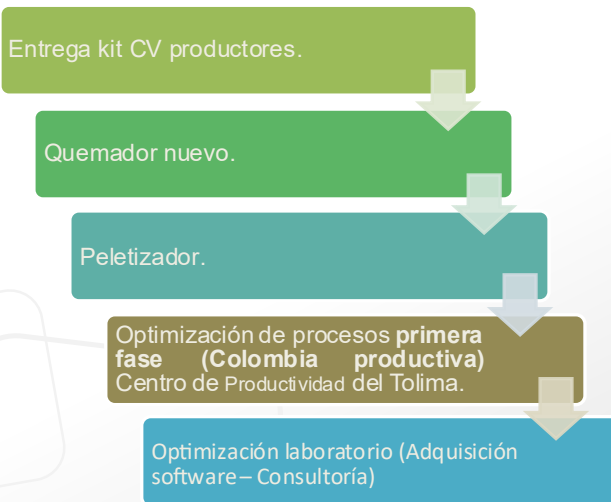 Entrega kit CV productores.
Quemador nuevo.
Peletizador.
Optimización de procesos primera
fase (Colombia productiva)
Centro de Productividad del Tolima.
Optimización laboratorio (Adquisición
software – Consultoría)